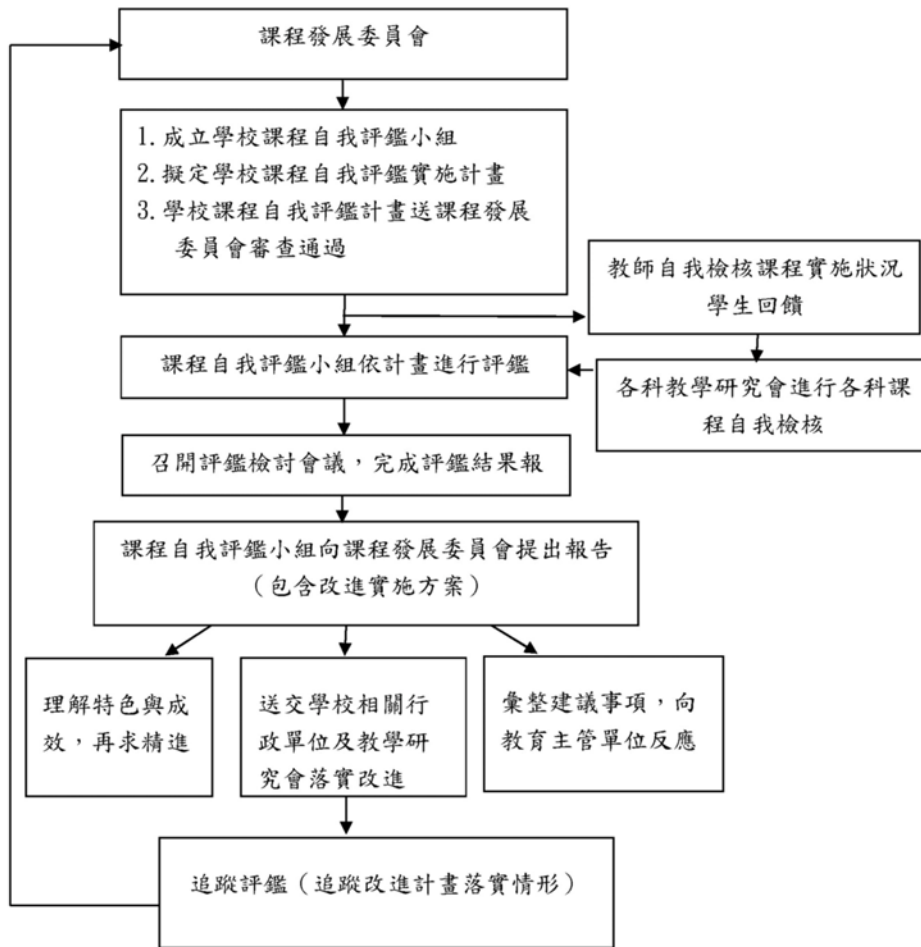 課程發展委員會
1.成立學校課程自我評鑑小組
2.擬定學校課程自我評鑑實施計畫
3.學校課程自我評鑑計畫送課程發展
委員會審查通過
教師自我檢核課程實施狀況
學生回饋
課程自我評鑑小組依計畫進行評鑑
各科教學研究會進行各科課
程自我檢核
召開評鑑檢討會議，完成評鑑結果報
課程自我評鑑小組向課程發展委員會提出報告
（包含改進實施方案）
理解特色與成
效，再求精進
送交學校相關行
政單位及教學研
究會落實改進
彙整建議事項，向
教育主管單位反應
追蹤評鑑（追蹤改進計畫落實情形）